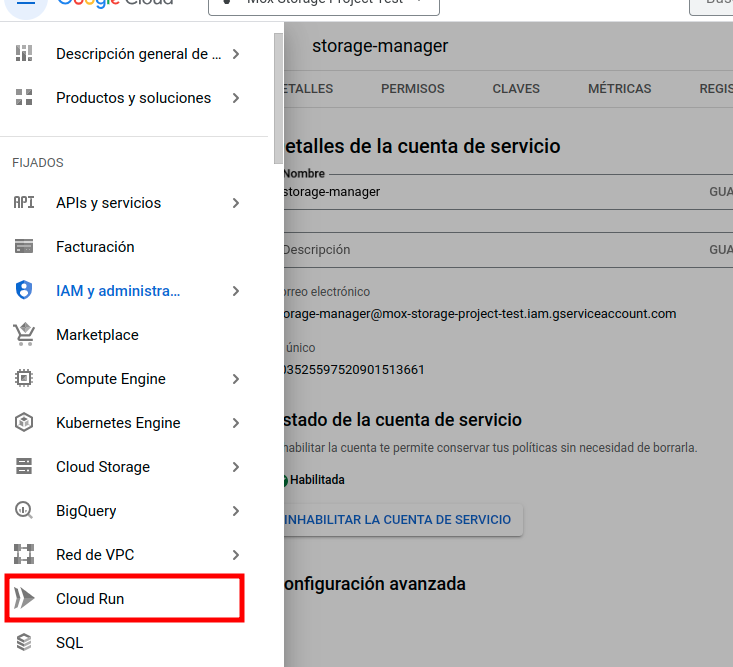 Google Cloud
Mox Storage Project Test
Descripción general de ...
Productos y soluciones
FIJADOS
API APIs y servicios
Facturación
IAM y administra...
Marketplace
Compute Engine
Kubernetes Engine
Cloud Storage
BigQuery
Red de VPC
Cloud Run
SQL
storage-manager
ETALLES PERMISOS CLAVES MÉTRICAS REGIS
etalles de la cuenta de servicio
Nombre
storage-manager GUA
Descripción GUA
orreo electrónico
orage-manager@mox-storage-project-test.iam.gserviceaccount.com
único
03525597520901513661
stado de la cuenta de servicio
nhabilitar la cuenta te permite conservar tus políticas sin necesidad de borrarla.
Habilitada
INHABILITAR LA CUENTA DE SERVICIO
onfiguración avanzada